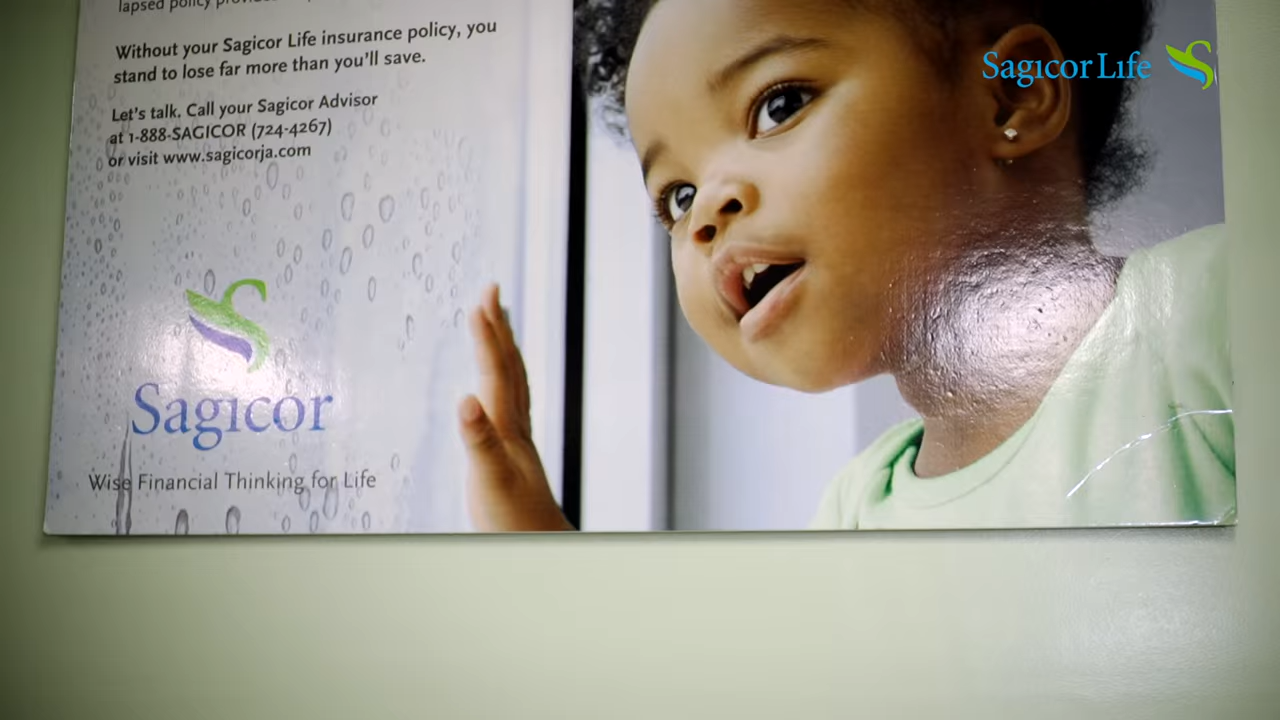 lapsed policy
Without your Sagicor Life insurance policy, you
stand to lose far more than you'll save.
Let's talk. Call your Sagicor Advisor
at 1-888-SAGICOR (724-4267)
or visit www.sagicorja.com
Sagicor
Wise Financial Thinking for Life
Sagicor Life